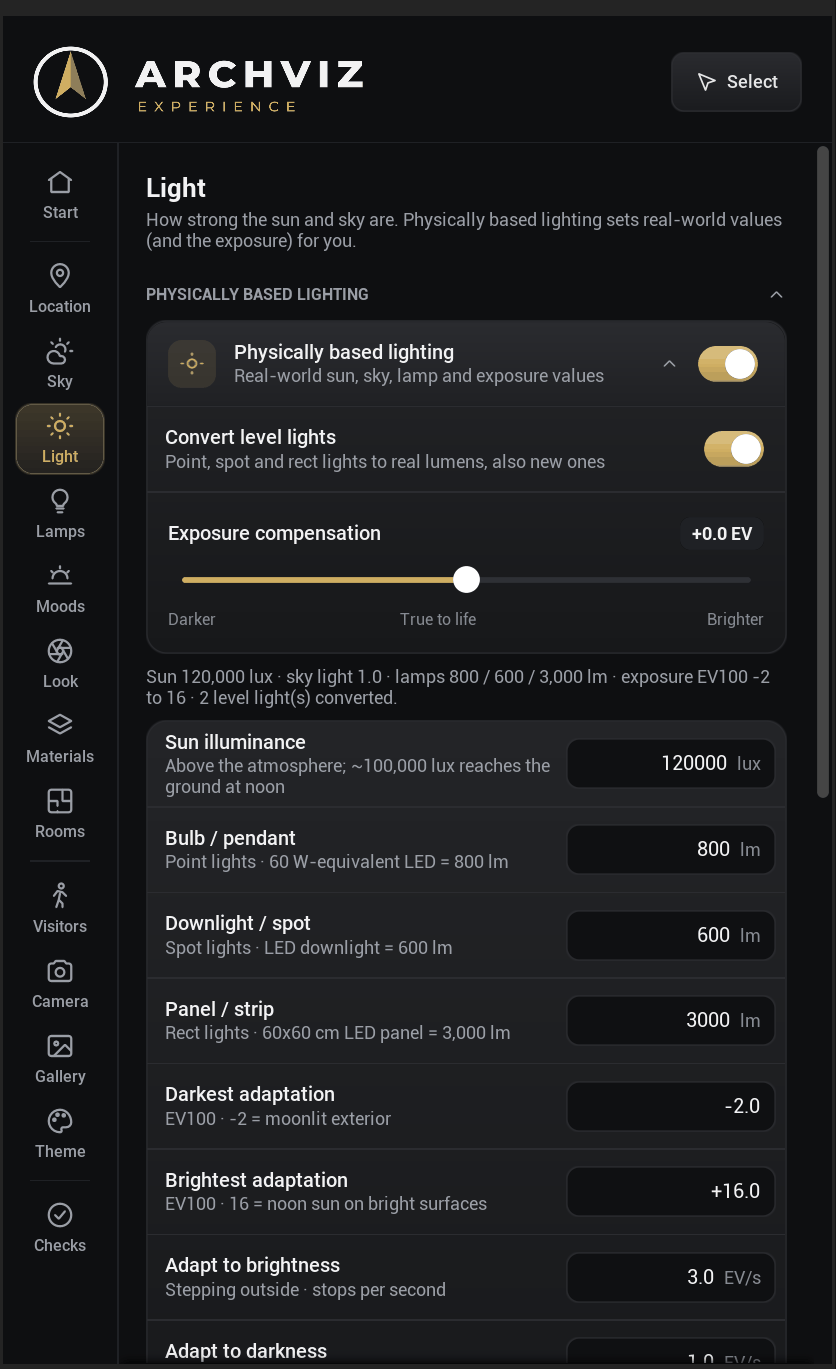 ARCHVIZ
EXPERIENCE
Select
Start
Location
Sky
Light
Lamps
Moods
Look
Materials
Rooms
Visitors
Camera
Gallery
Theme
Checks
Light
How strong the sun and sky are. Physically based lighting sets real-world values
(and the exposure) for you.
PHYSICALLY BASED LIGHTING
Physically based lighting
Real-world sun, sky, lamp and exposure values
Convert level lights
Point, spot and rect lights to real lumens, also new ones
Exposure compensation
+0.0 EV
Darker
True to life
Brighter
Sun 120,000 lux · sky light 1.0 · lamps 800 / 600 / 3,000 lm · exposure EV100 -2
to 16 · 2 level light(s) converted.
Sun illuminance
Above the atmosphere; ~100,000 lux reaches the
ground at noon
120000 lux
Bulb / pendant
Point lights · 60 W-equivalent LED = 800 lm
800 lm
Downlight / spot
Spot lights · LED downlight = 600 lm
600 lm
Panel / strip
Rect lights · 60x60 cm LED panel = 3,000 lm
3000 lm
Darkest adaptation
EV100 · -2 = moonlit exterior
-2.0
Brightest adaptation
EV100 · 16 = noon sun on bright surfaces
+16.0
Adapt to brightness
Stepping outside · stops per second
3.0 EV/s
Adapt to darkness
1.0 EV/s